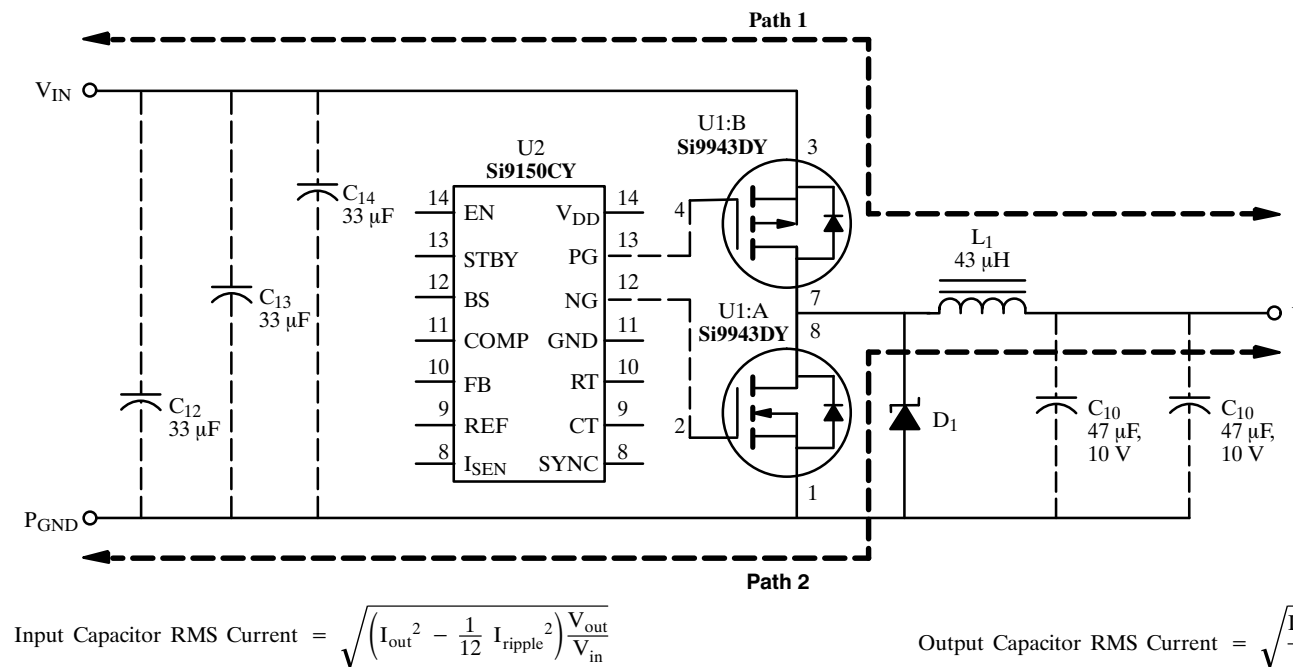 Path 1
V_IN
U1:B
Si9943DY
3
U2
Si9150CY
C_14
33 μF
14 EN V_DD 14
4
13 STBY PG 13
L_1
43 μH
12 BS NG 12
7
C_13
33 μF
U1:A
Si9943DY
8
11 COMP GND 11
10 FB RT 10
C_12
33 μF
9 REF CT 9
2
D_1
C_10
47 μF,
10 V
C_10
47 μF,
10 V
8 I_SEN SYNC 8
1
P_GND
Path 2
Input Capacitor RMS Current = √((I_out² − 1/12 I_ripple²) V_out/V_in)
Output Capacitor RMS Current = √